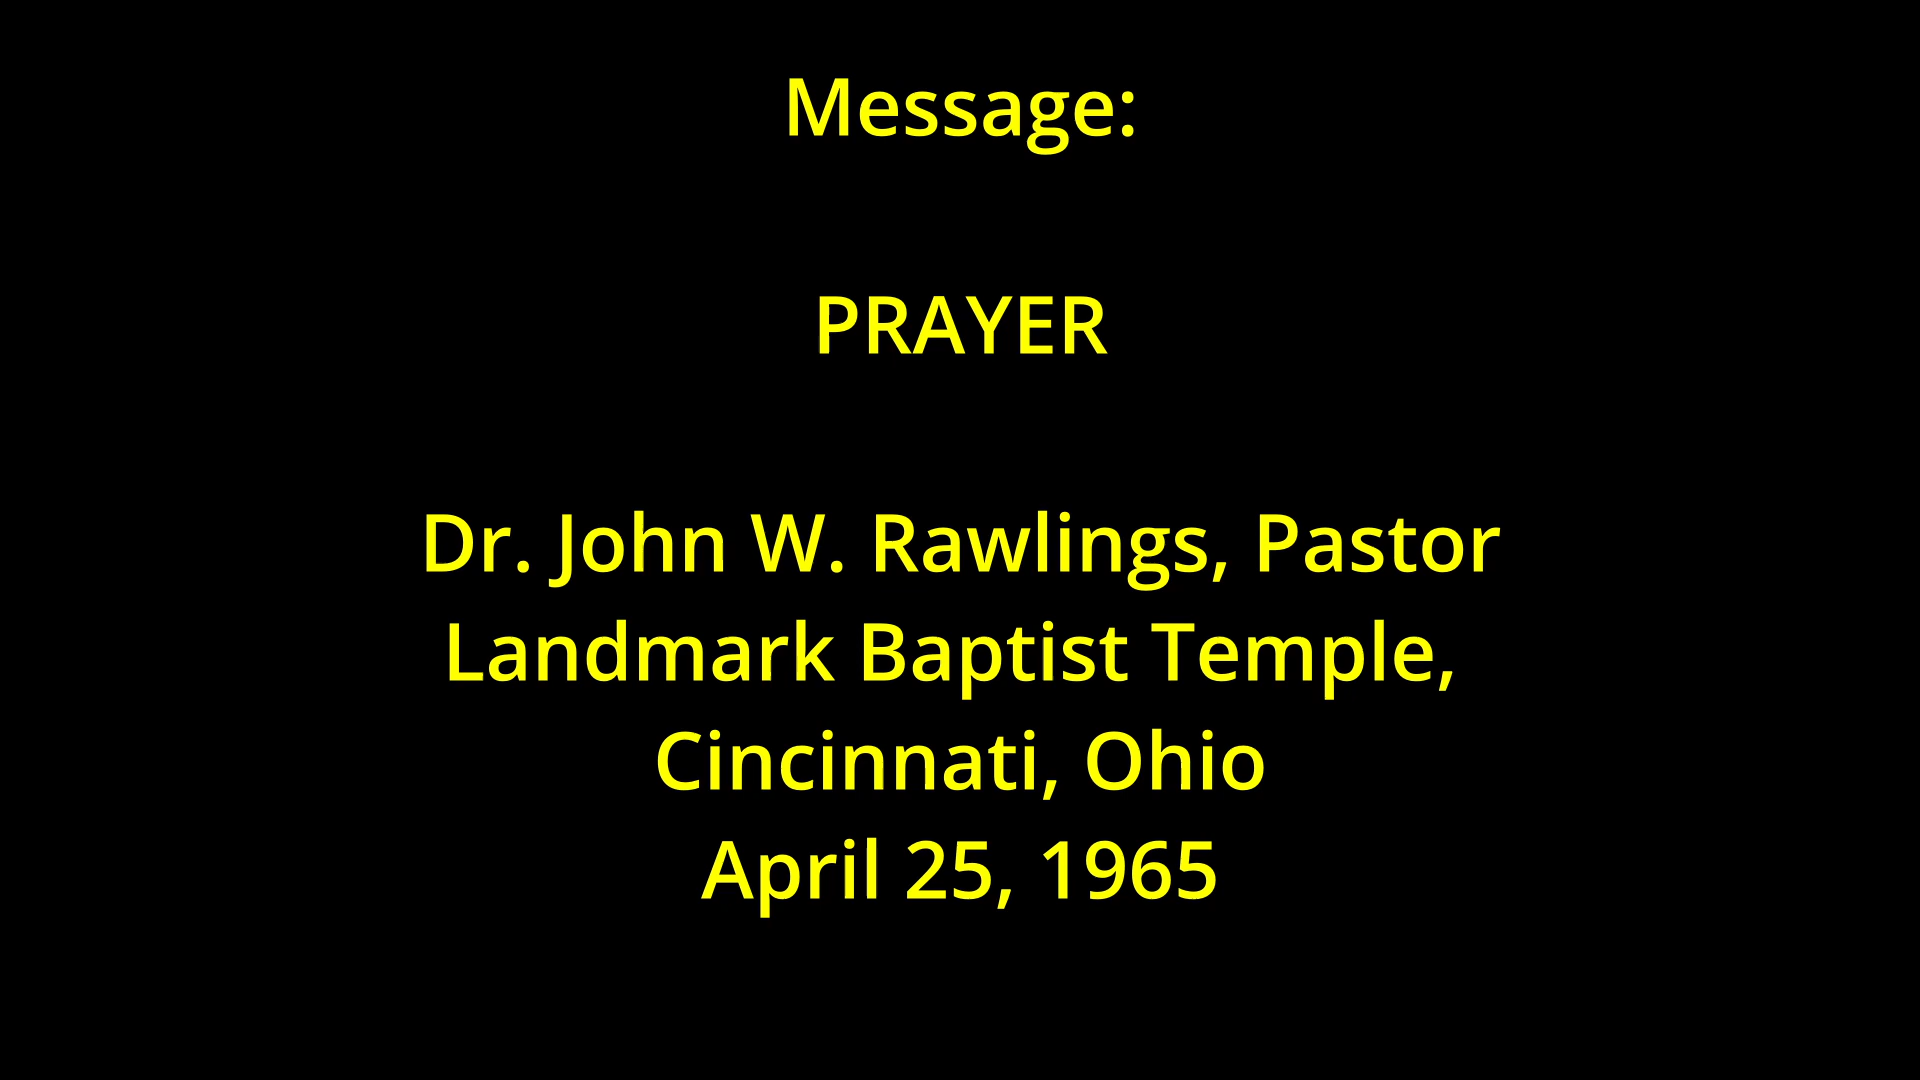 Message:
PRAYER
Dr. John W. Rawlings, Pastor
Landmark Baptist Temple,
Cincinnati, Ohio
April 25, 1965